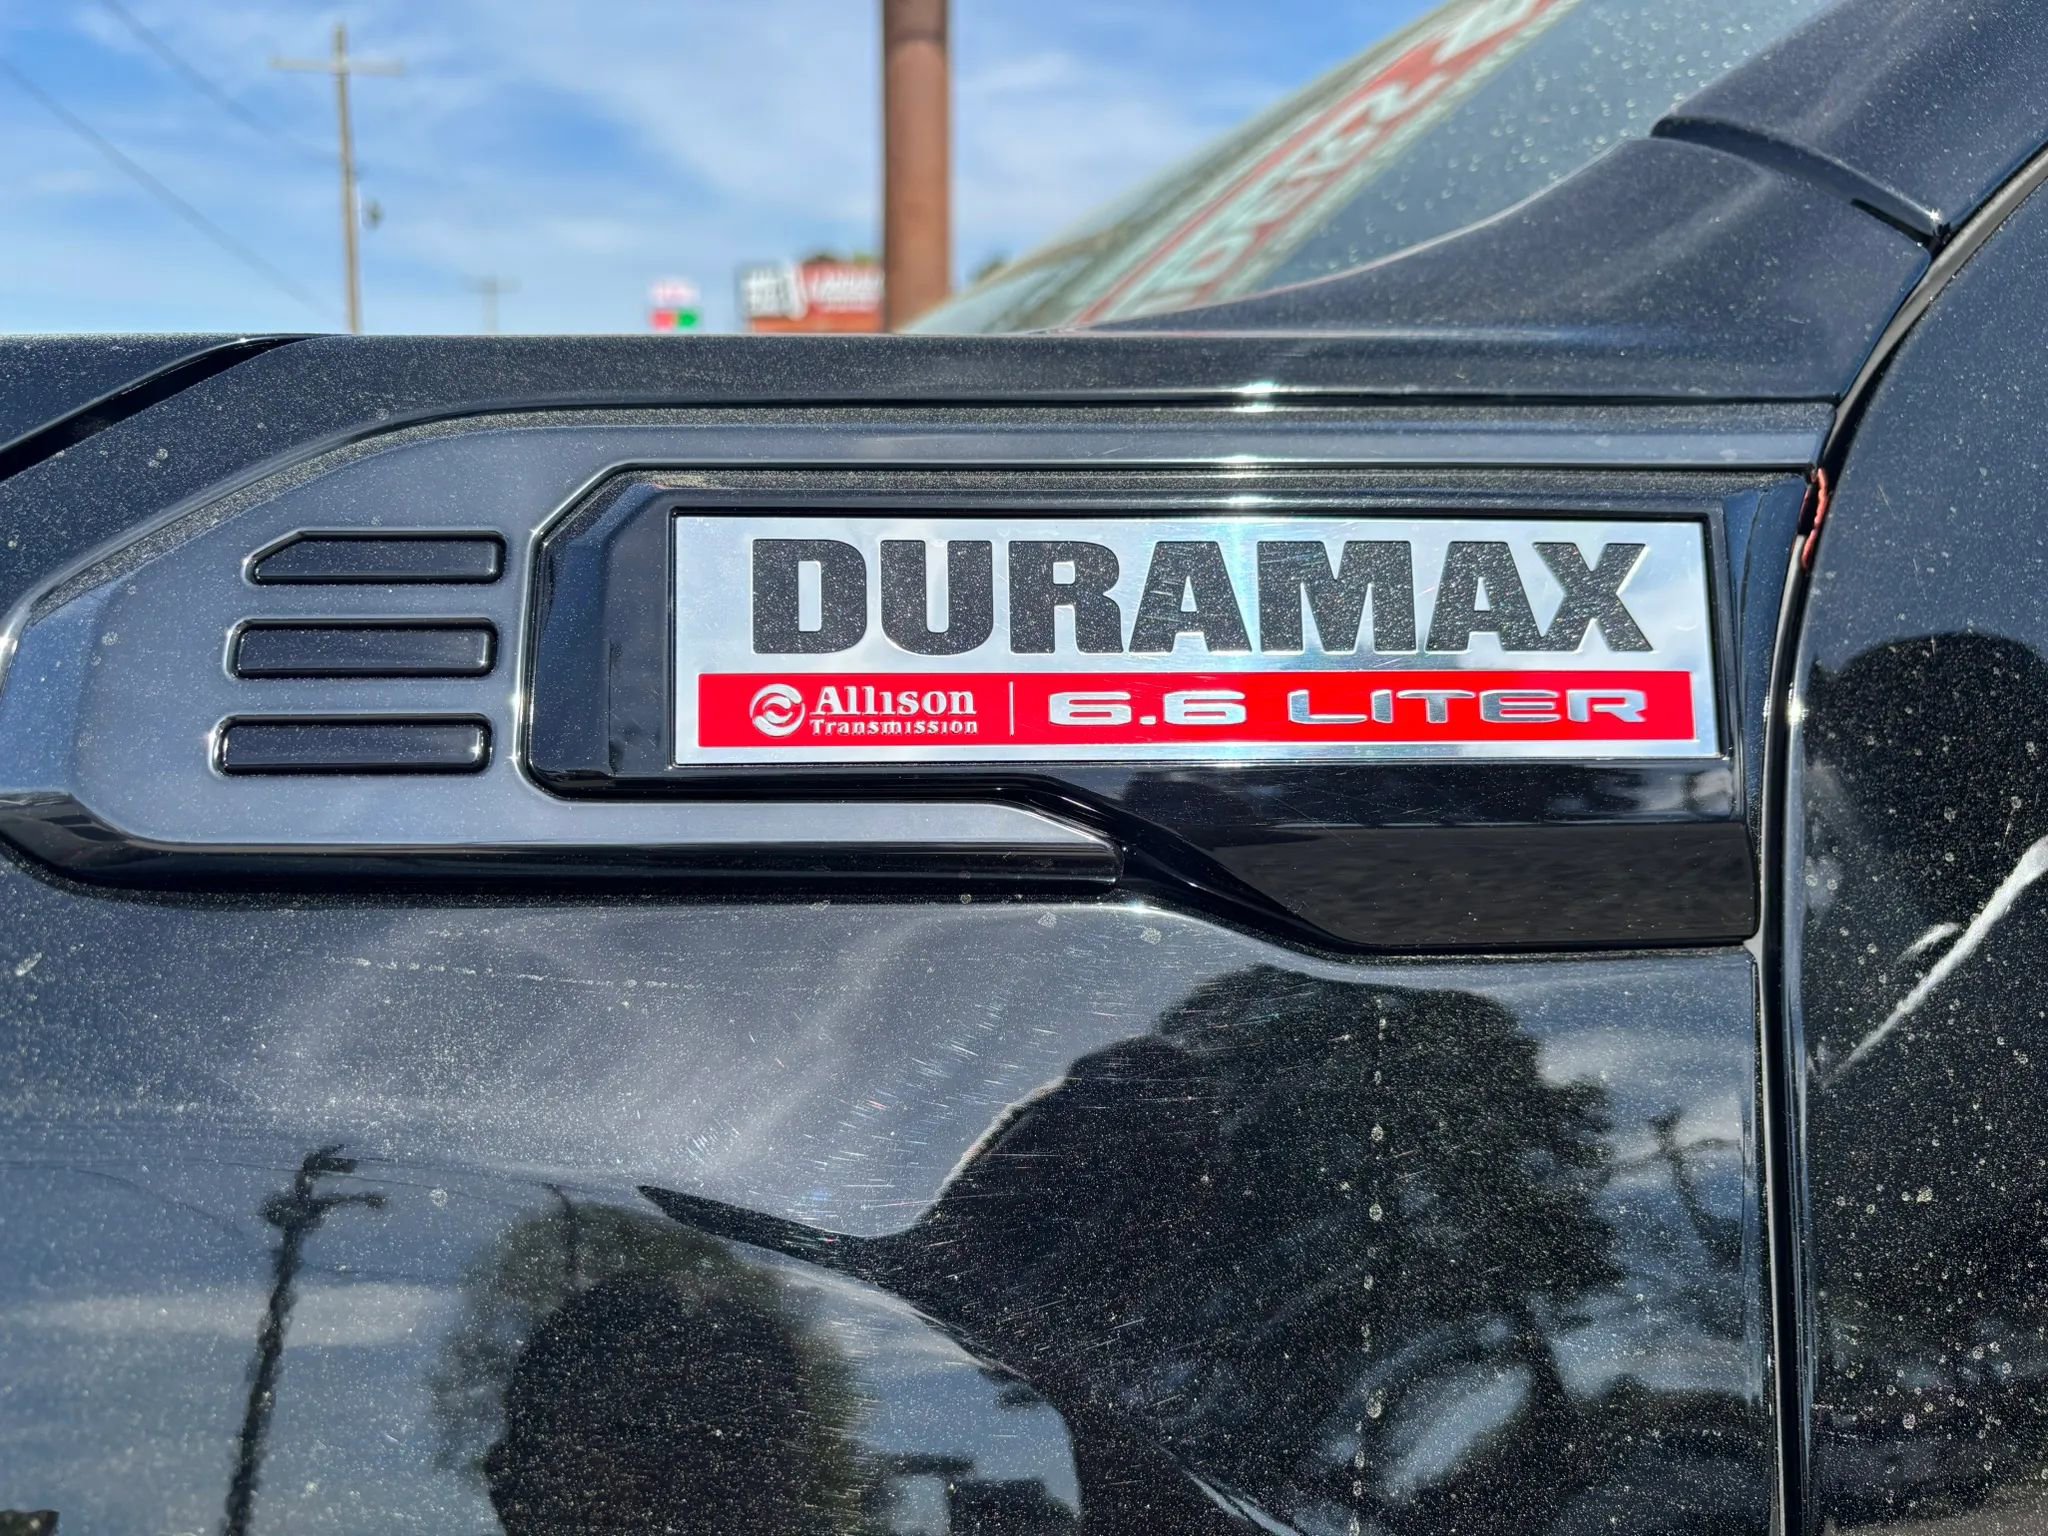 DURAMAX
Allison
Transmission
6.6 LITER